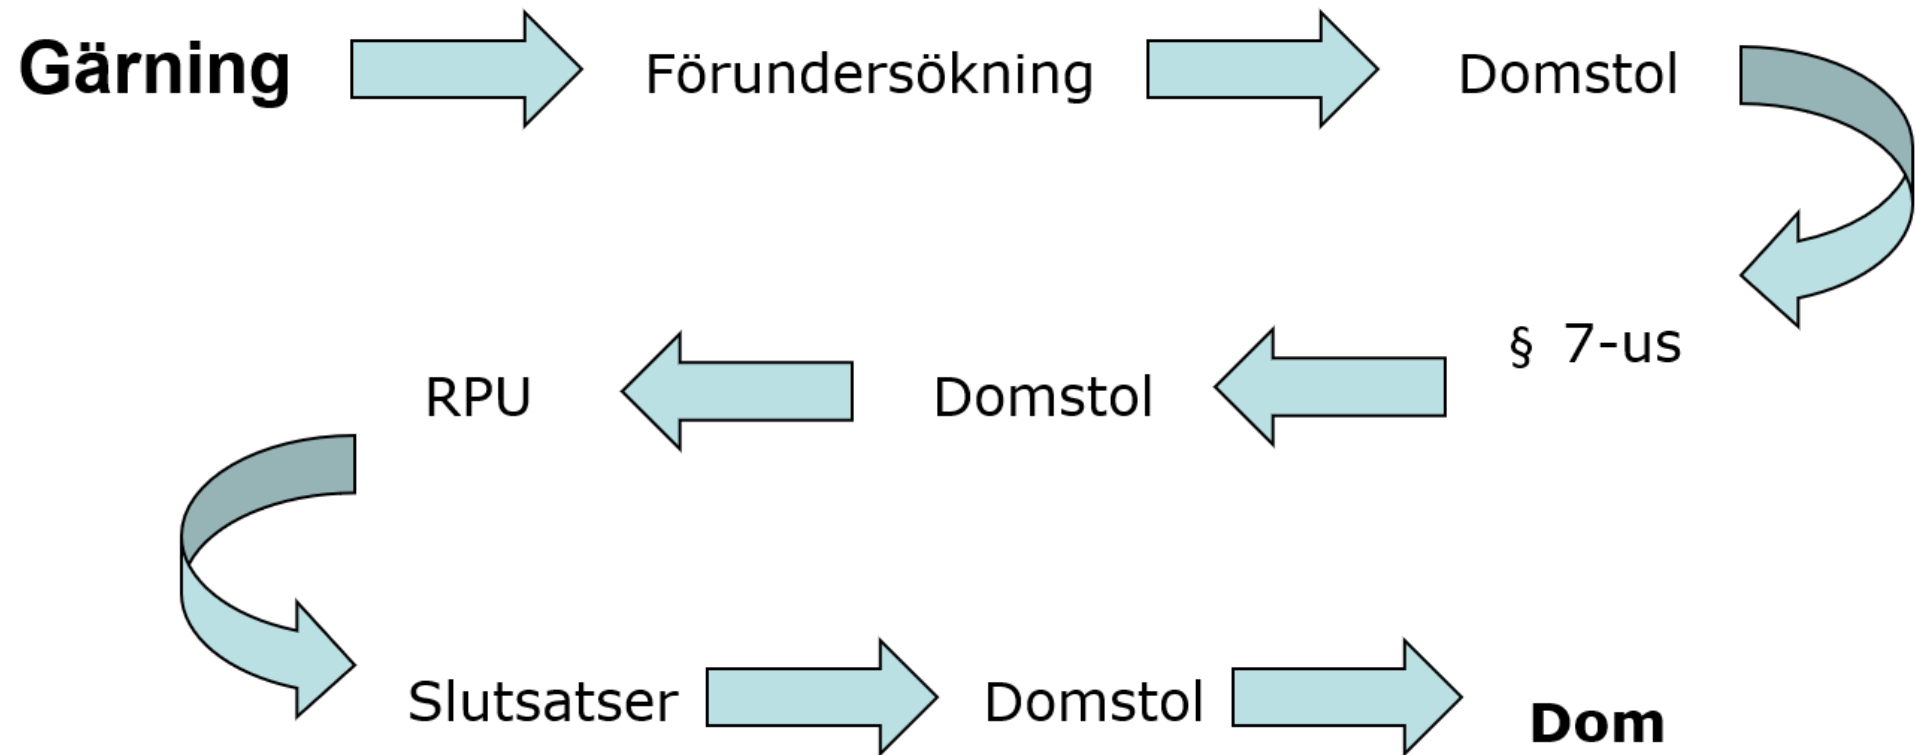 Gärning
Förundersökning
Domstol
§ 7-us
Domstol
RPU
Slutsatser
Domstol
Dom